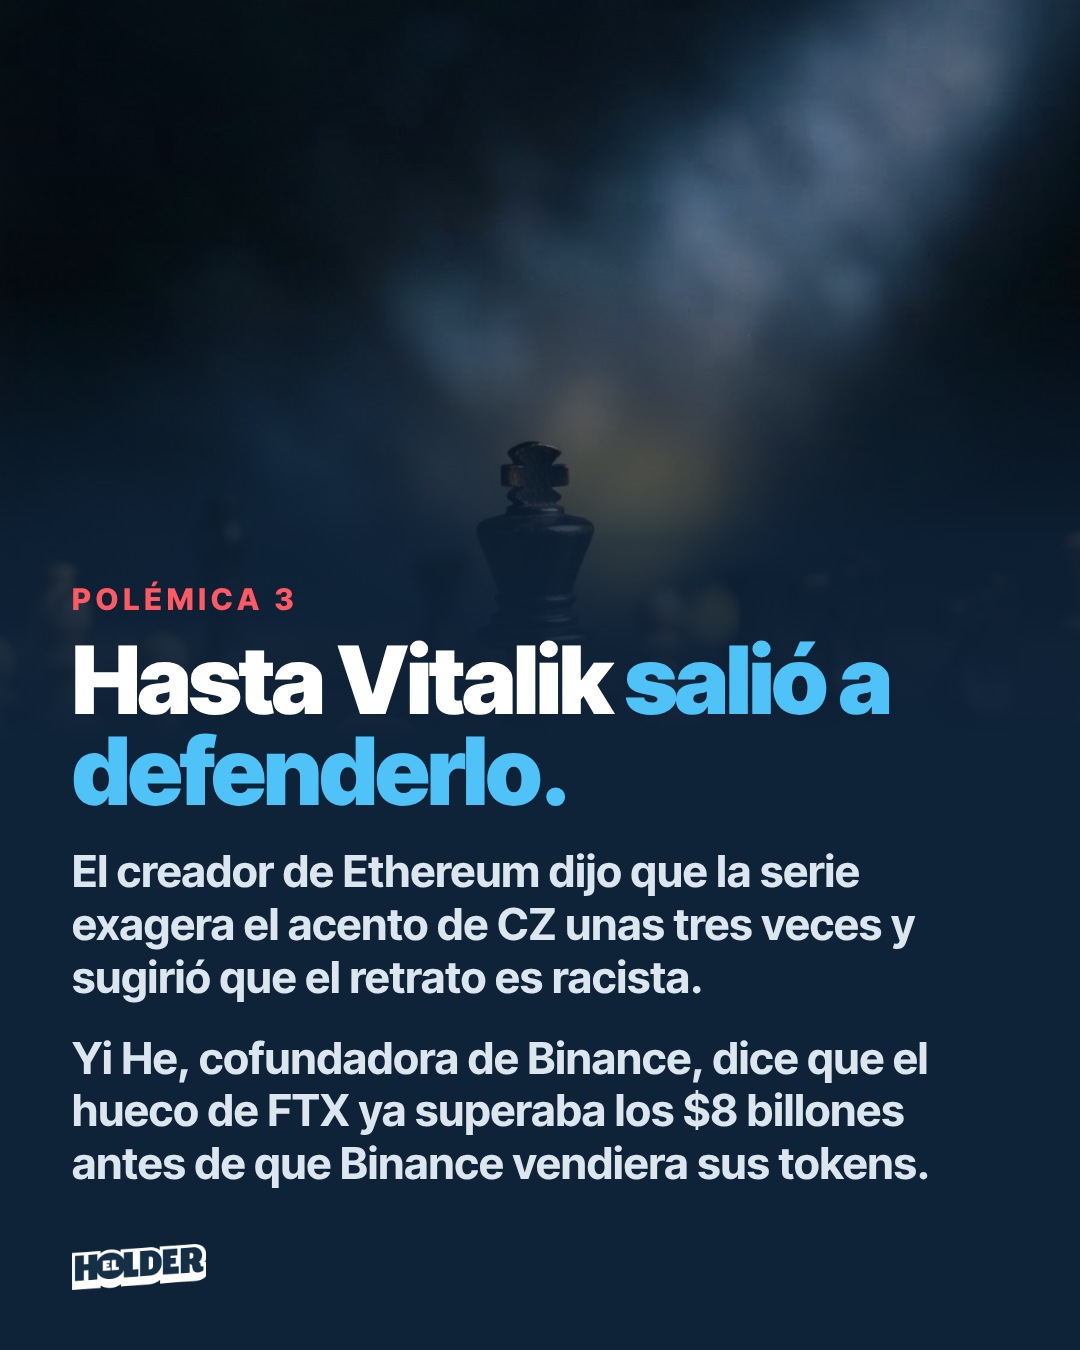 POLÉMICA 3
Hasta Vitalik salió a
defenderlo.
El creador de Ethereum dijo que la serie
exagera el acento de CZ unas tres veces y
sugirió que el retrato es racista.
Yi He, cofundadora de Binance, dice que el
hueco de FTX ya superaba los $8 billones
antes de que Binance vendiera sus tokens.
EL HOLDER